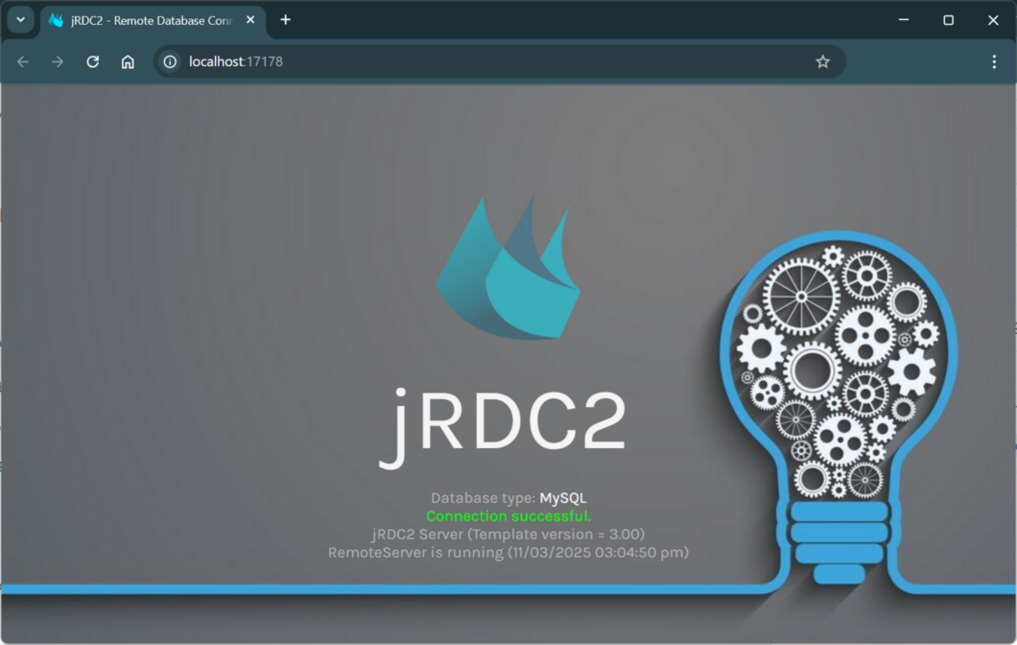 jRDC2 - Remote Database Conn
localhost:17178
jRDC2
Database type: MySQL
Connection successful.
jRDC2 Server (Template version = 3.00)
RemoteServer is running (11/03/2025 03:04:50 pm)